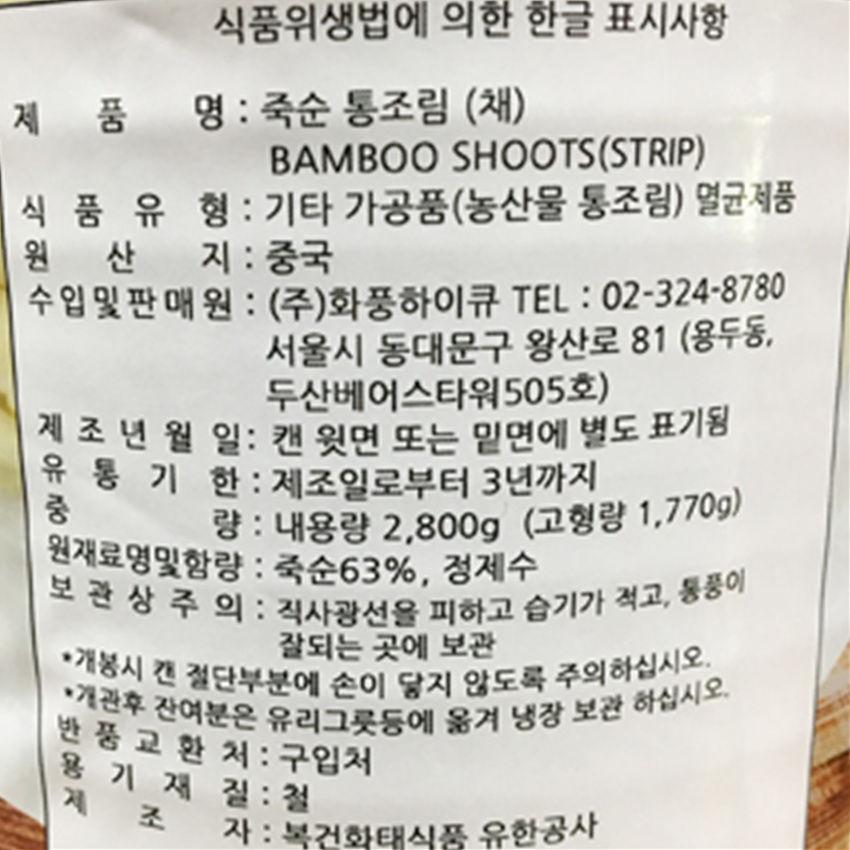 식품위생법에 의한 한글 표시사항
제 품 명 : 죽순 통조림 (채)
BAMBOO SHOOTS(STRIP)
식 품 유 형 : 기타 가공품(농산물 통조림) 멸균제품
원 산 지 : 중국
수입및판매원 : (주)화풍하이큐 TEL : 02-324-8780
서울시 동대문구 왕산로 81 (용두동,
두산베어스타워505호)
제 조 년 월 일 : 캔 윗면 또는 밑면에 별도 표기됨
유 통 기 한 : 제조일로부터 3년까지
중 량 : 내용량 2,800g (고형량 1,770g)
원재료명및함량 : 죽순63%, 정제수
보 관 상 주 의 : 직사광선을 피하고 습기가 적고, 통풍이
잘되는 곳에 보관
*개봉시 캔 절단부분에 손이 닿지 않도록 주의하십시오.
*개관후 잔여분은 유리그릇등에 옮겨 냉장 보관 하십시오.
반 품 교 환 처 : 구입처
용 기 재 질 : 철
제 조 자 : 복건화태식품 유한공사